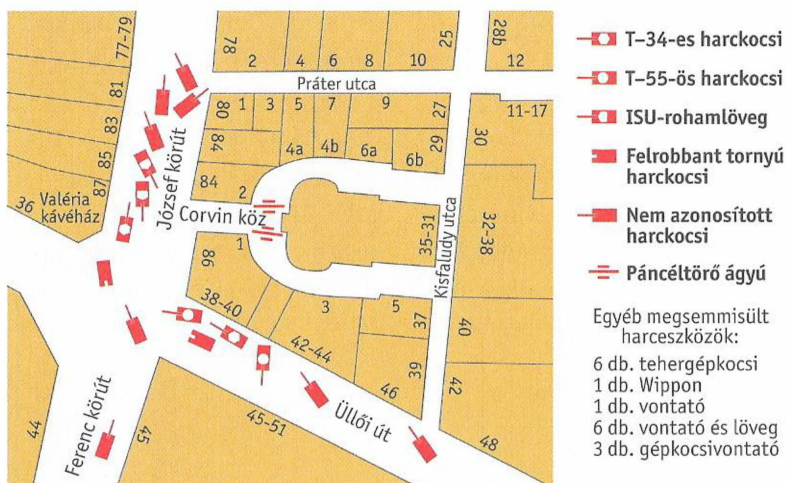 77-79
78
2
4
6
8
10
25
28b
12
Práter utca
81
80
1
3
5
7
9
27
11-17
83
84
4a
4b
6a
6b
29
30
85
87
84
2
36
Valéria
kávéház
József körút
Corvin köz
1
35-31
Kisfaludy utca
32-38
86
38-40
3
5
37
40
42-44
39
42
46
45-51
Üllői út
48
44
Ferenc körút
45
T–34-es harckocsi
T–55-ös harckocsi
ISU-rohamlöveg
Felrobbant tornyú
harckocsi
Nem azonosított
harckocsi
Páncéltörő ágyú
Egyéb megsemmisült
harceszközök:
6 db. tehergépkocsi
1 db. Wippon
1 db. vontató
6 db. vontató és löveg
3 db. gépkocsivontató